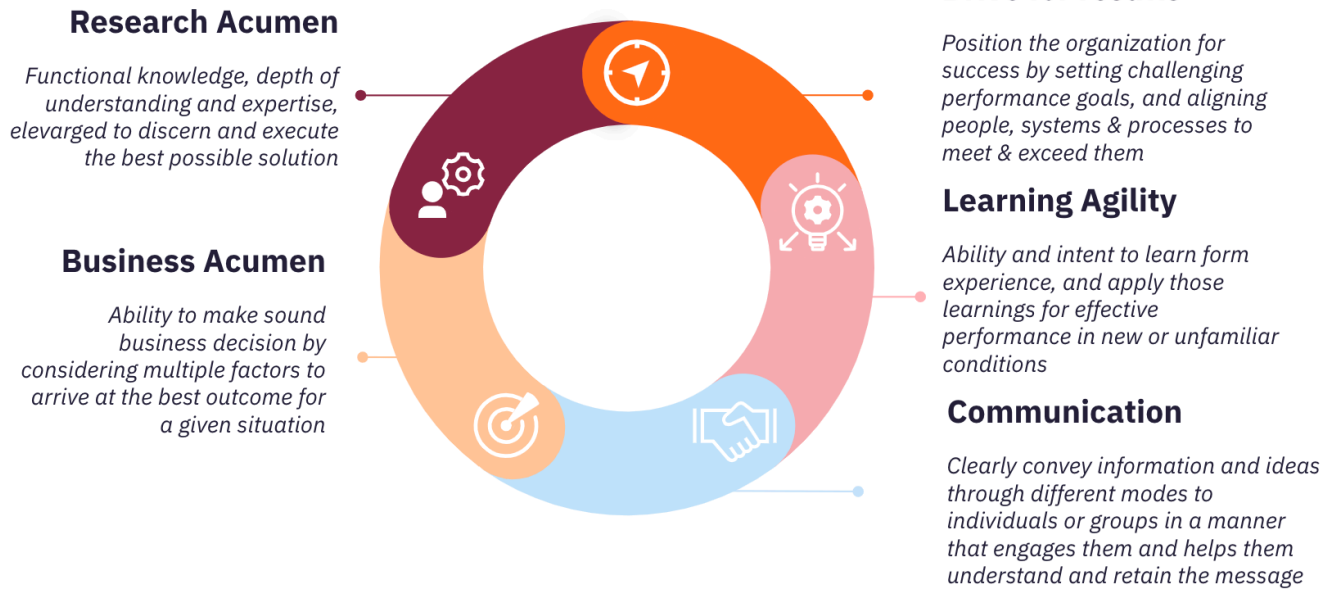 Research Acumen
Functional knowledge, depth of
understanding and expertise,
elevarged to discern and execute
the best possible solution
Business Acumen
Ability to make sound
business decision by
considering multiple factors to
arrive at the best outcome for
a given situation
Position the organization for
success by setting challenging
performance goals, and aligning
people, systems & processes to
meet & exceed them
Learning Agility
Ability and intent to learn form
experience, and apply those
learnings for effective
performance in new or unfamiliar
conditions
Communication
Clearly convey information and ideas
through different modes to
individuals or groups in a manner
that engages them and helps them
understand and retain the message